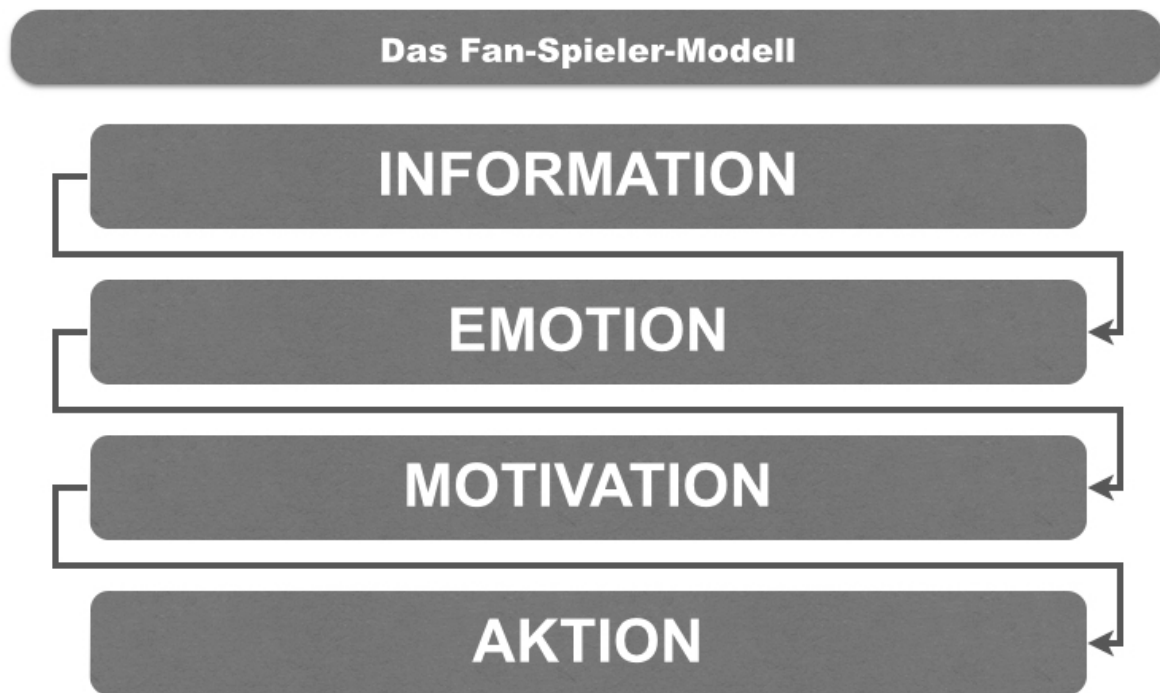 Das Fan-Spieler-Modell
INFORMATION
EMOTION
MOTIVATION
AKTION